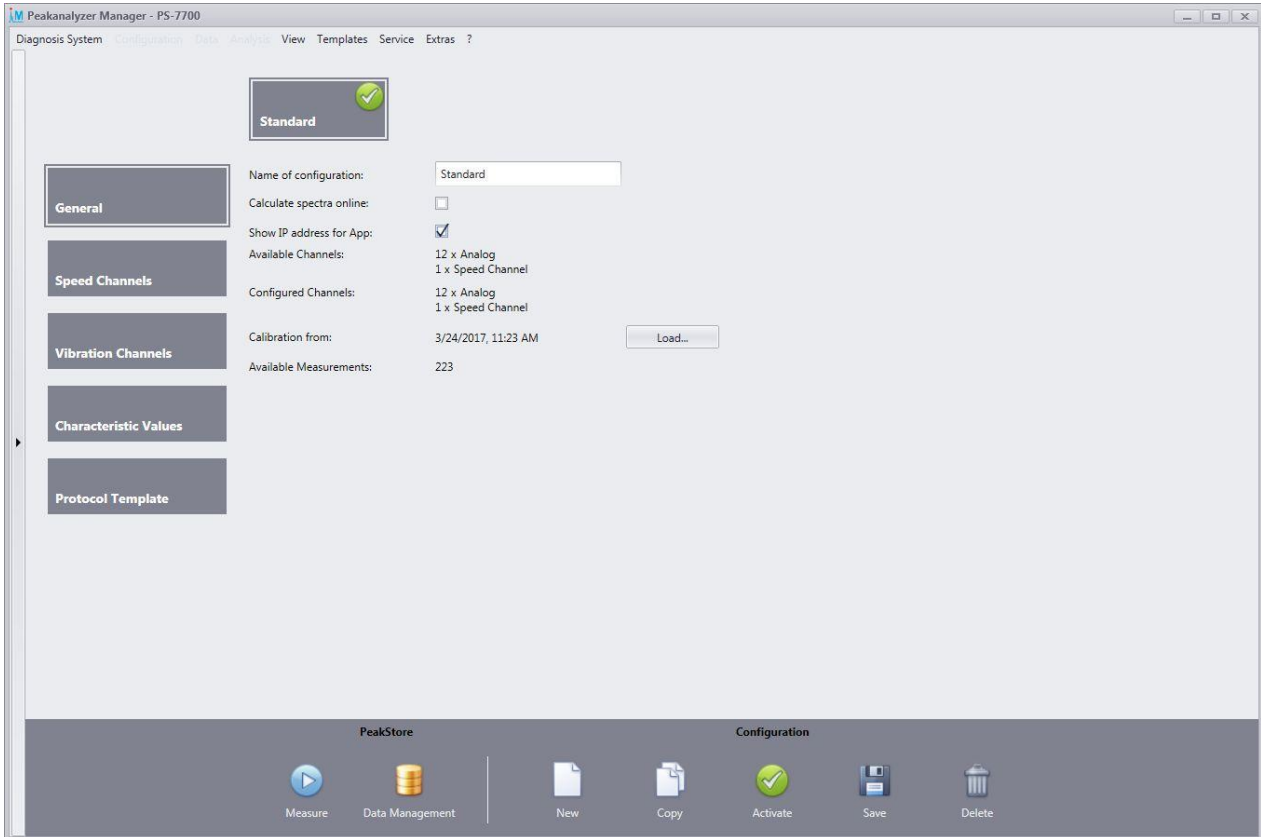 Peakanalyzer Manager - PS-7700
Diagnosis System Configuration Data Analysis View Templates Service Extras ?
Standard
General
Speed Channels
Vibration Channels
Characteristic Values
Protocol Template
Name of configuration: Standard
Calculate spectra online:
Show IP address for App:
Available Channels: 12 x Analog
1 x Speed Channel
Configured Channels: 12 x Analog
1 x Speed Channel
Calibration from: 3/24/2017, 11:23 AM Load...
Available Measurements: 223
PeakStore Configuration
Measure Data Management New Copy Activate Save Delete